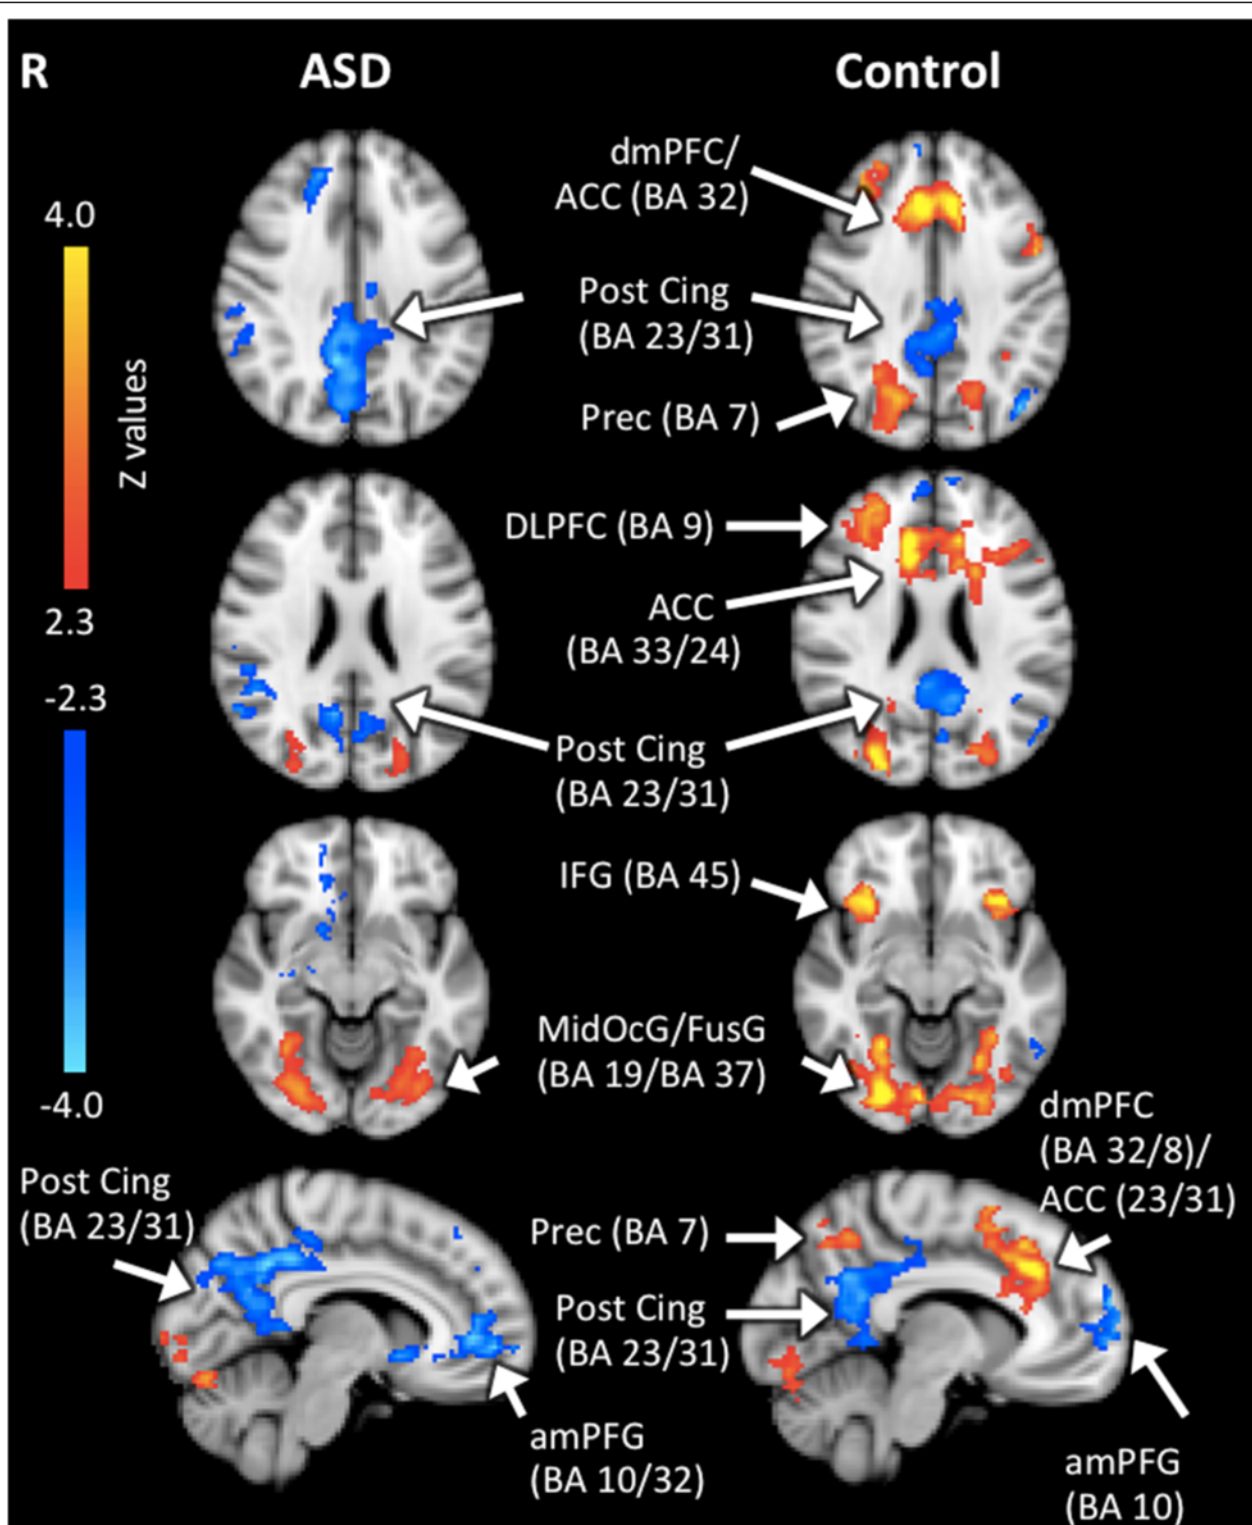 R
ASD
Control
4.0
Z values
2.3
-2.3
-4.0
dmPFC/
ACC (BA 32)
Post Cing
(BA 23/31)
Prec (BA 7)
DLPFC (BA 9)
ACC
(BA 33/24)
Post Cing
(BA 23/31)
IFG (BA 45)
MidOcG/FusG
(BA 19/BA 37)
dmPFC
(BA 32/8)/
ACC (23/31)
Post Cing
(BA 23/31)
Prec (BA 7)
Post Cing
(BA 23/31)
amPFG
(BA 10/32)
amPFG
(BA 10)